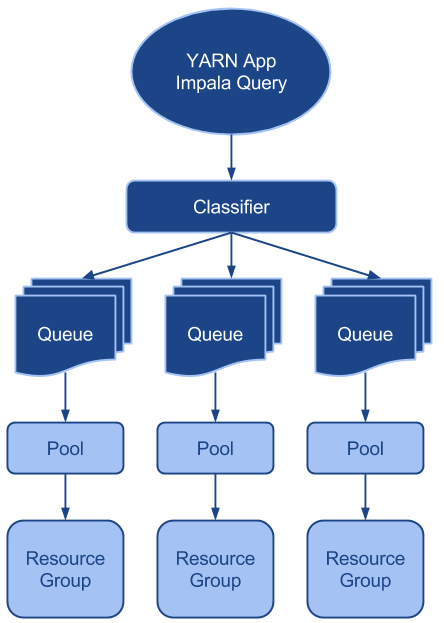 YARN App
Impala Query
Classifier
Queue
Queue
Queue
Pool
Pool
Pool
Resource
Group
Resource
Group
Resource
Group